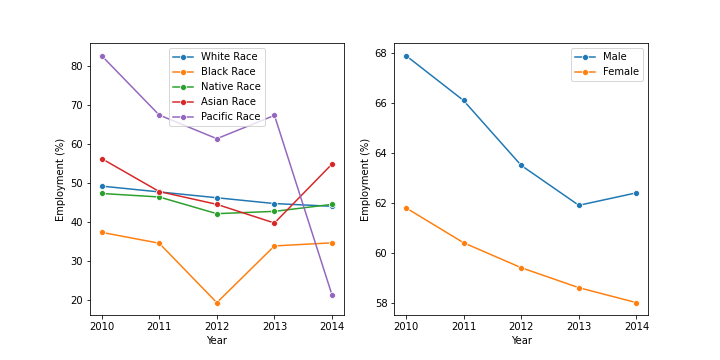 White Race
Black Race
Native Race
Asian Race
Pacific Race
Employment (%)
80
70
60
50
40
30
20
2010 2011 2012 2013 2014
Year
Male
Female
Employment (%)
68
66
64
62
60
58
2010 2011 2012 2013 2014
Year